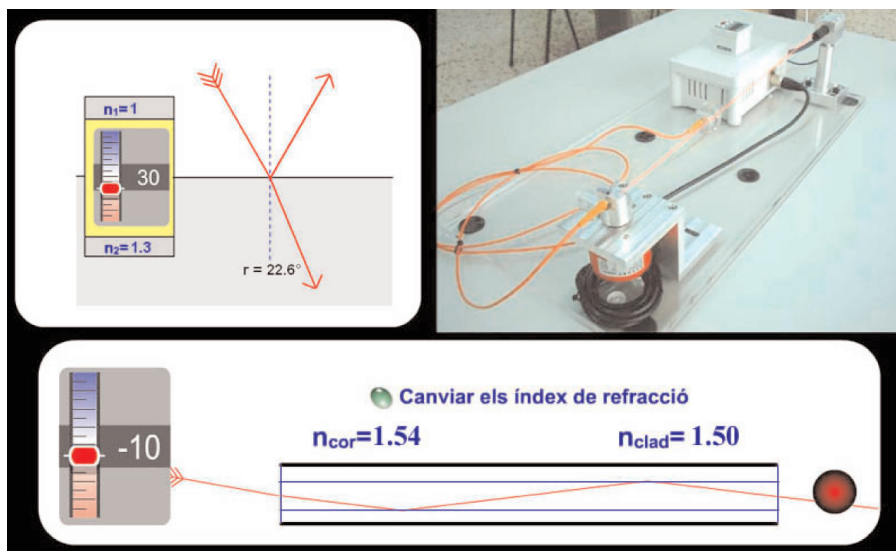 n₁=1
30
n₂=1.3
r = 22.6°
Canviar els índex de refracció
-10
n_cor=1.54
n_clad= 1.50